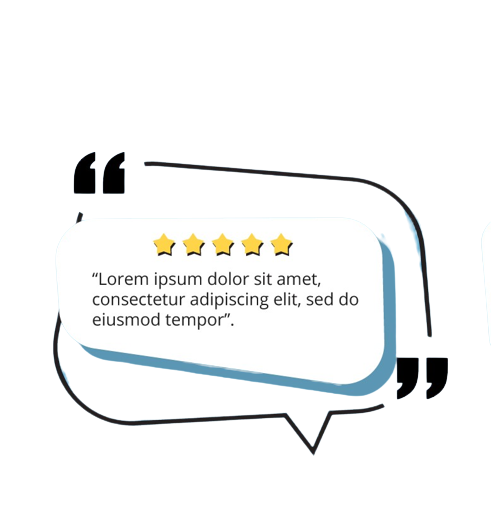 “Lorem ipsum dolor sit amet,
consectetur adipiscing elit, sed do
eiusmod tempor”.